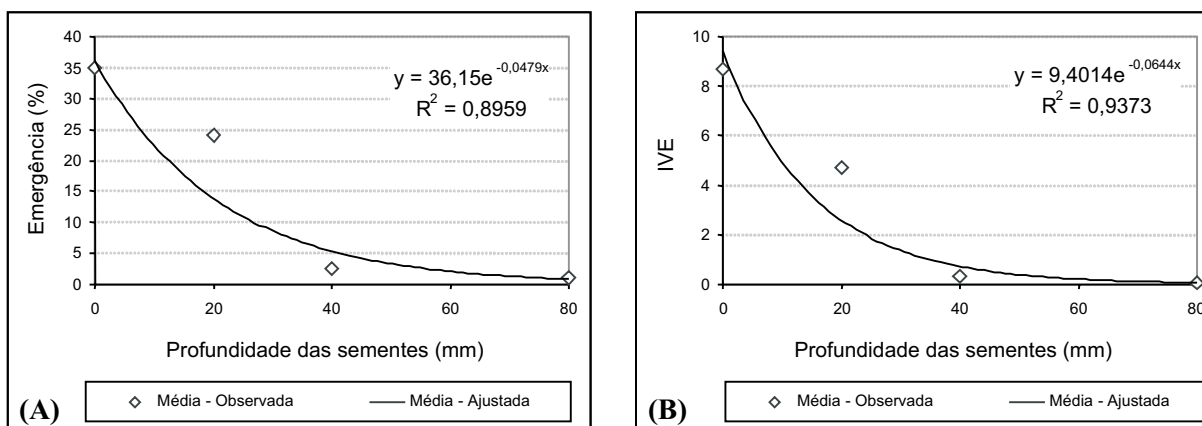 40
35
30
25
20
15
10
5
0
Emergência (%)
y = 36,15e^-0,0479x
R² = 0,8959
0 20 40 60 80
Profundidade das sementes (mm)
(A) Média - Observada Média - Ajustada
10
8
6
4
2
0
IVE
y = 9,4014e^-0,0644x
R² = 0,9373
0 20 40 60 80
Profundidade das sementes (mm)
(B) Média - Observada Média - Ajustada